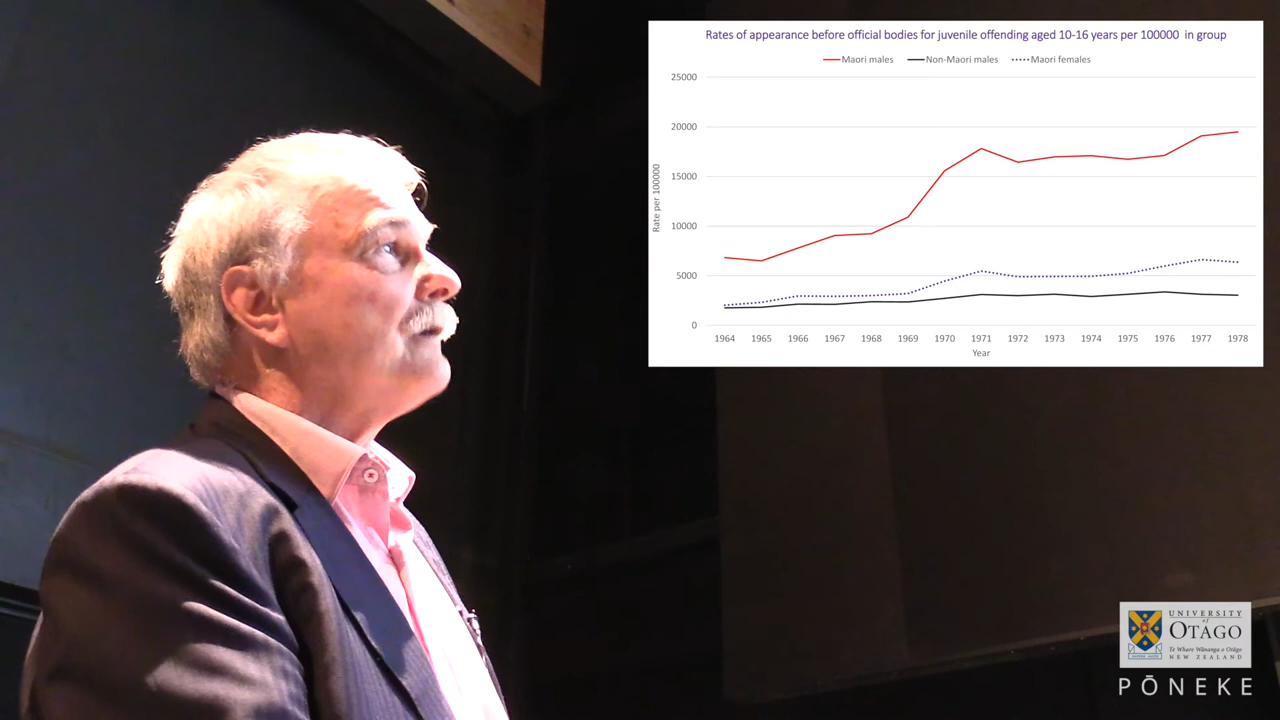 Rates of appearance before official bodies for juvenile offending aged 10-16 years per 100000 in group
Maori males Non-Maori males Maori females
25000
20000
15000
10000
5000
0
Rate per 100000
1964 1965 1966 1967 1968 1969 1970 1971 1972 1973 1974 1975 1976 1977 1978
Year
UNIVERSITY
of
OTAGO
Te Whare Wānanga o Otāgo
NEW ZEALAND
PŌNEKE